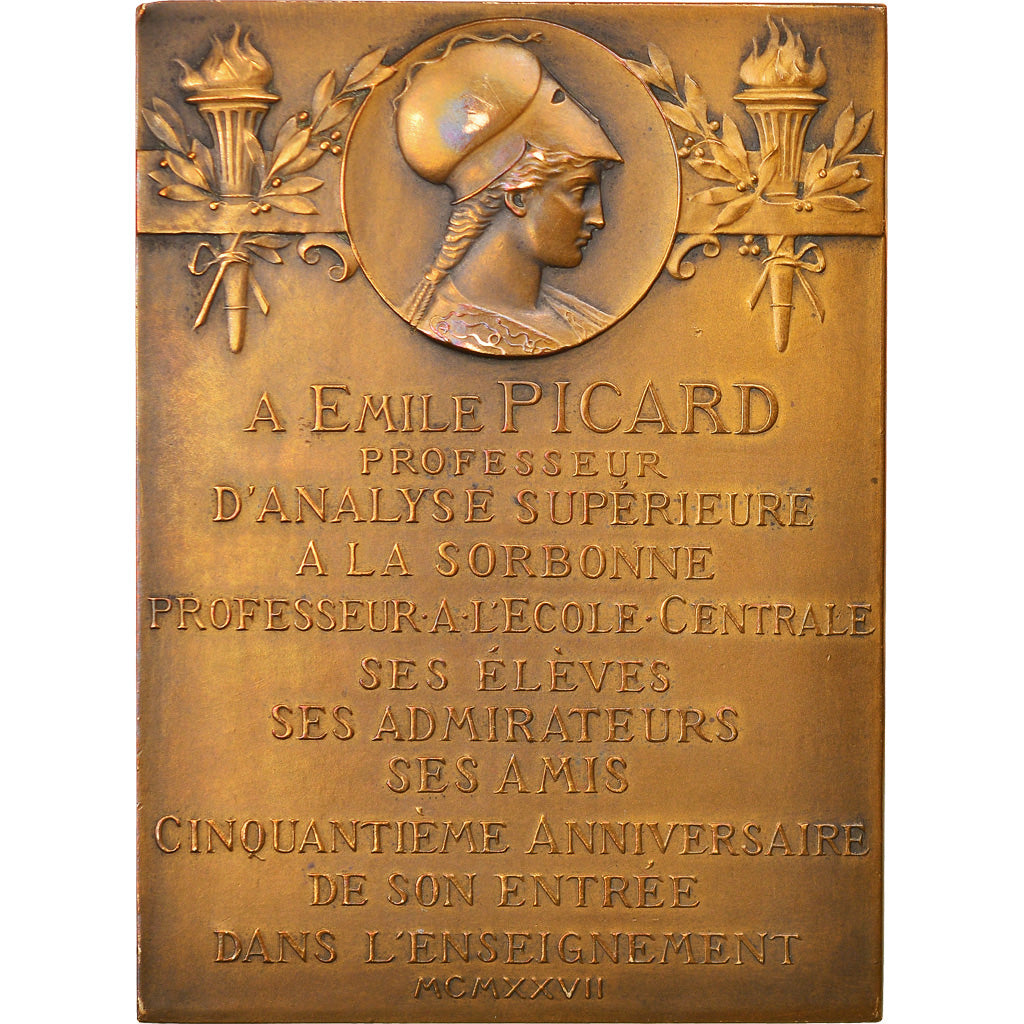 A EMILE PICARD
PROFESSEUR
D'ANALYSE SUPÉRIEURE
A LA SORBONNE
PROFESSEUR·A·L'ECOLE·CENTRALE
SES ÉLÈVES
SES ADMIRATEURS
SES AMIS
CINQUANTIÈME ANNIVERSAIRE
DE SON ENTRÉE
DANS L'ENSEIGNEMENT
MCMXXVII